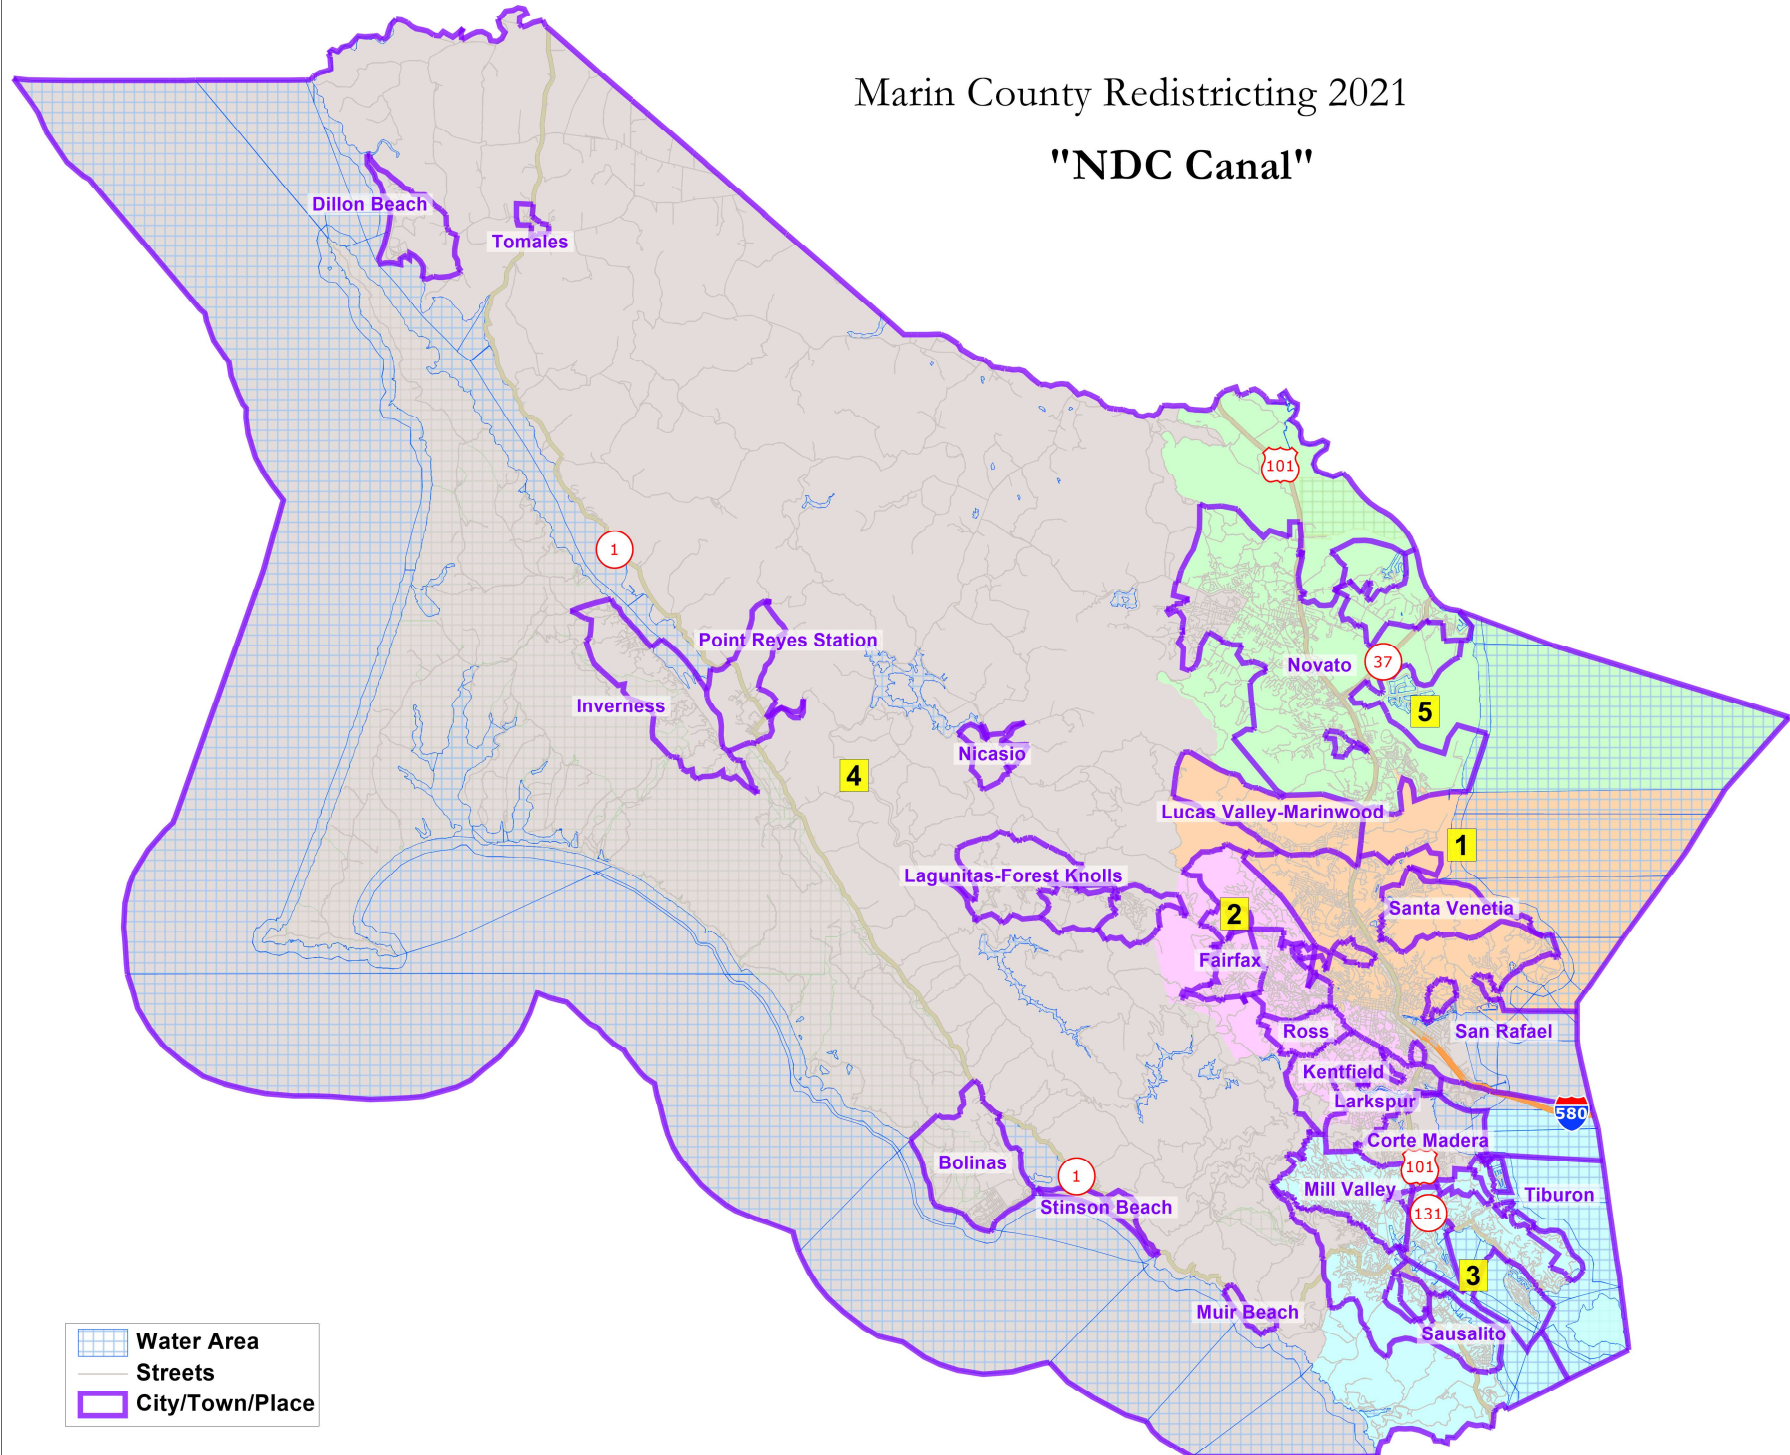 Marin County Redistricting 2021
"NDC Canal"
Dillon Beach
Tomales
101
1
Point Reyes Station
Novato
37
Inverness
5
Nicasio
4
Lucas Valley-Marinwood
1
Lagunitas-Forest Knolls
Santa Venetia
2
Fairfax
Ross
San Rafael
Kentfield
Larkspur
580
Corte Madera
Bolinas
101
1
Mill Valley
Tiburon
Stinson Beach
131
3
Muir Beach
Sausalito
Water Area
Streets
City/Town/Place